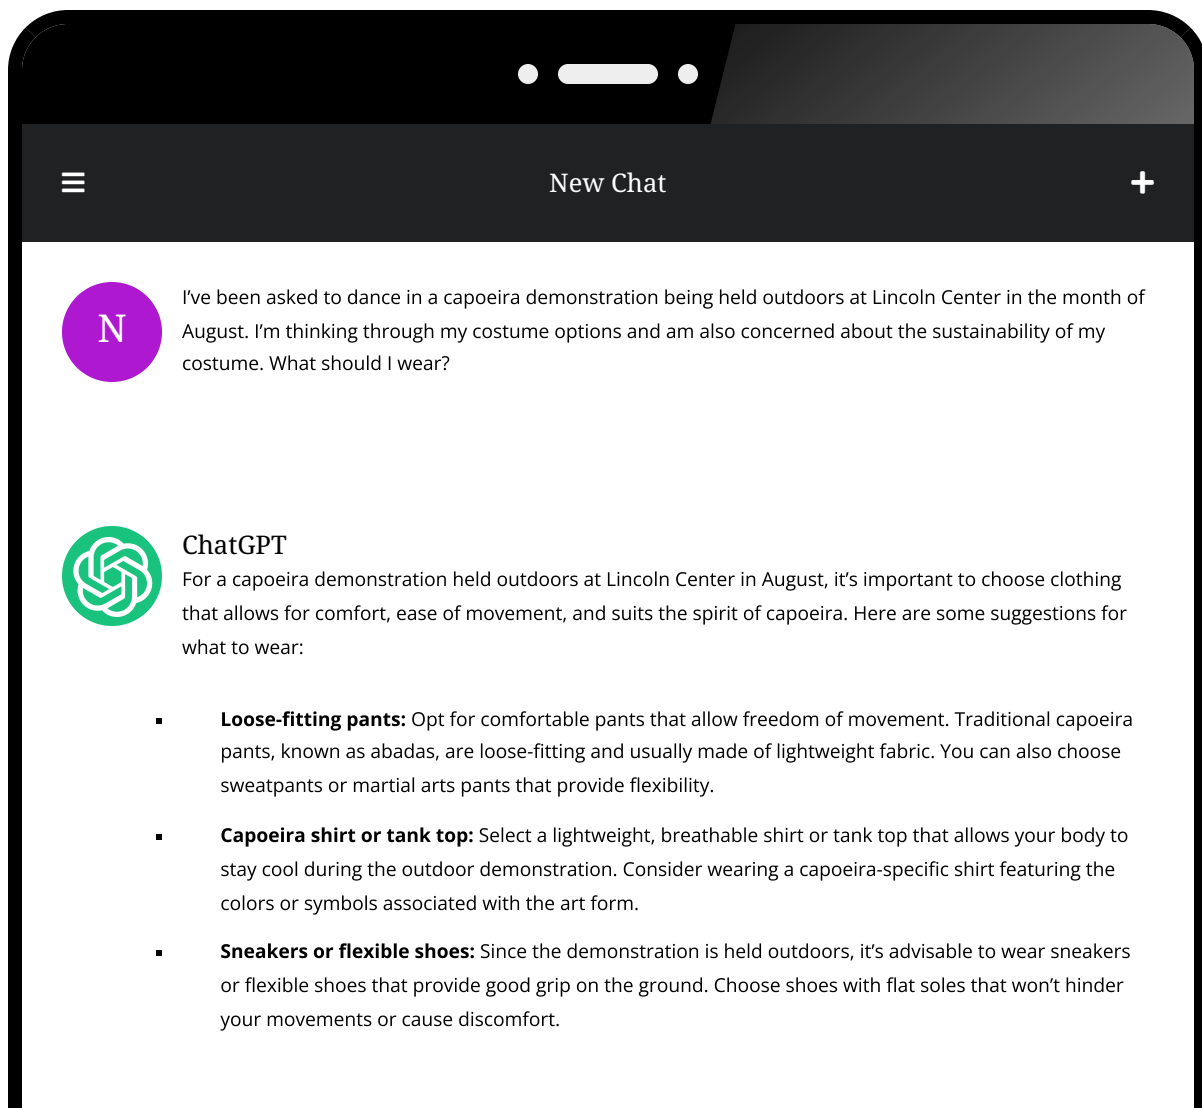 New Chat
N
I’ve been asked to dance in a capoeira demonstration being held outdoors at Lincoln Center in the month of
August. I’m thinking through my costume options and am also concerned about the sustainability of my
costume. What should I wear?
ChatGPT
For a capoeira demonstration held outdoors at Lincoln Center in August, it’s important to choose clothing
that allows for comfort, ease of movement, and suits the spirit of capoeira. Here are some suggestions for
what to wear:
Loose-fitting pants: Opt for comfortable pants that allow freedom of movement. Traditional capoeira
pants, known as abadas, are loose-fitting and usually made of lightweight fabric. You can also choose
sweatpants or martial arts pants that provide flexibility.
Capoeira shirt or tank top: Select a lightweight, breathable shirt or tank top that allows your body to
stay cool during the outdoor demonstration. Consider wearing a capoeira-specific shirt featuring the
colors or symbols associated with the art form.
Sneakers or flexible shoes: Since the demonstration is held outdoors, it’s advisable to wear sneakers
or flexible shoes that provide good grip on the ground. Choose shoes with flat soles that won’t hinder
your movements or cause discomfort.